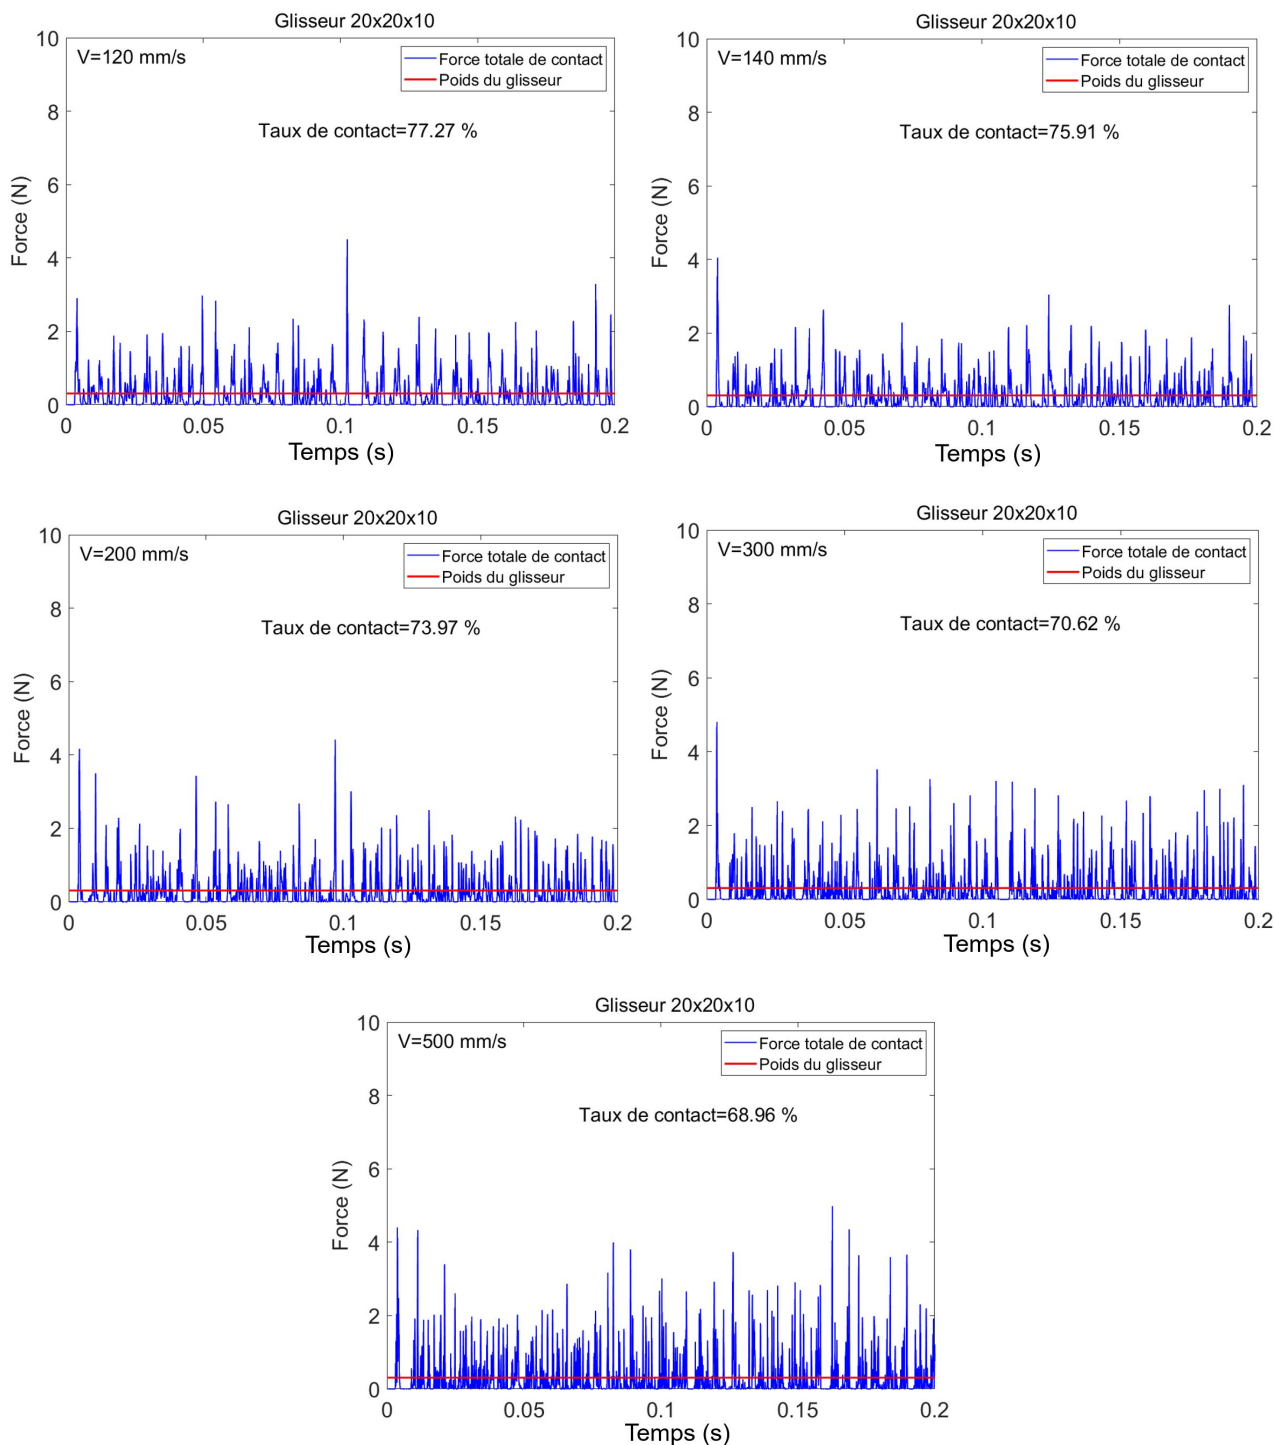 Glisseur 20x20x10
V=120 mm/s
Force totale de contact
Poids du glisseur
Taux de contact=77.27 %
Force (N)
10
8
6
4
2
0
0 0.05 0.1 0.15 0.2
Temps (s)
Glisseur 20x20x10
V=140 mm/s
Force totale de contact
Poids du glisseur
Taux de contact=75.91 %
Force (N)
10
8
6
4
2
0
0 0.05 0.1 0.15 0.2
Temps (s)
Glisseur 20x20x10
V=200 mm/s
Force totale de contact
Poids du glisseur
Taux de contact=73.97 %
Force (N)
10
8
6
4
2
0
0 0.05 0.1 0.15 0.2
Temps (s)
Glisseur 20x20x10
V=300 mm/s
Force totale de contact
Poids du glisseur
Taux de contact=70.62 %
Force (N)
10
8
6
4
2
0
0 0.05 0.1 0.15 0.2
Temps (s)
Glisseur 20x20x10
V=500 mm/s
Force totale de contact
Poids du glisseur
Taux de contact=68.96 %
Force (N)
10
8
6
4
2
0
0 0.05 0.1 0.15 0.2
Temps (s)